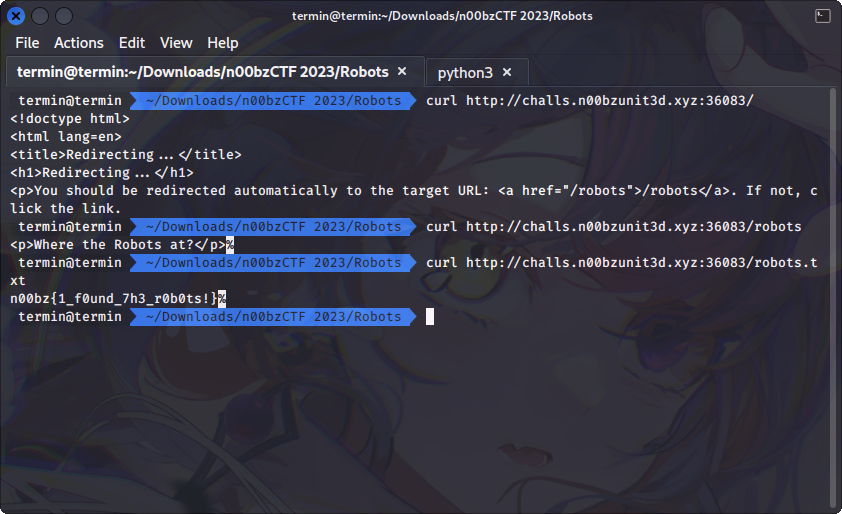 termin@termin:~/Downloads/n00bzCTF 2023/Robots
File Actions Edit View Help
termin@termin:~/Downloads/n00bzCTF 2023/Robots × python3 ×
termin@termin ~/Downloads/n00bzCTF 2023/Robots curl http://challs.n00bzunit3d.xyz:36083/
<!doctype html>
<html lang=en>
<title>Redirecting...</title>
<h1>Redirecting...</h1>
<p>You should be redirected automatically to the target URL: <a href="/robots">/robots</a>. If not, c
lick the link.
termin@termin ~/Downloads/n00bzCTF 2023/Robots curl http://challs.n00bzunit3d.xyz:36083/robots
<p>Where the Robots at?</p>%
termin@termin ~/Downloads/n00bzCTF 2023/Robots curl http://challs.n00bzunit3d.xyz:36083/robots.t
xt
n00bz{1_f0und_7h3_r0b0ts!}%
termin@termin ~/Downloads/n00bzCTF 2023/Robots